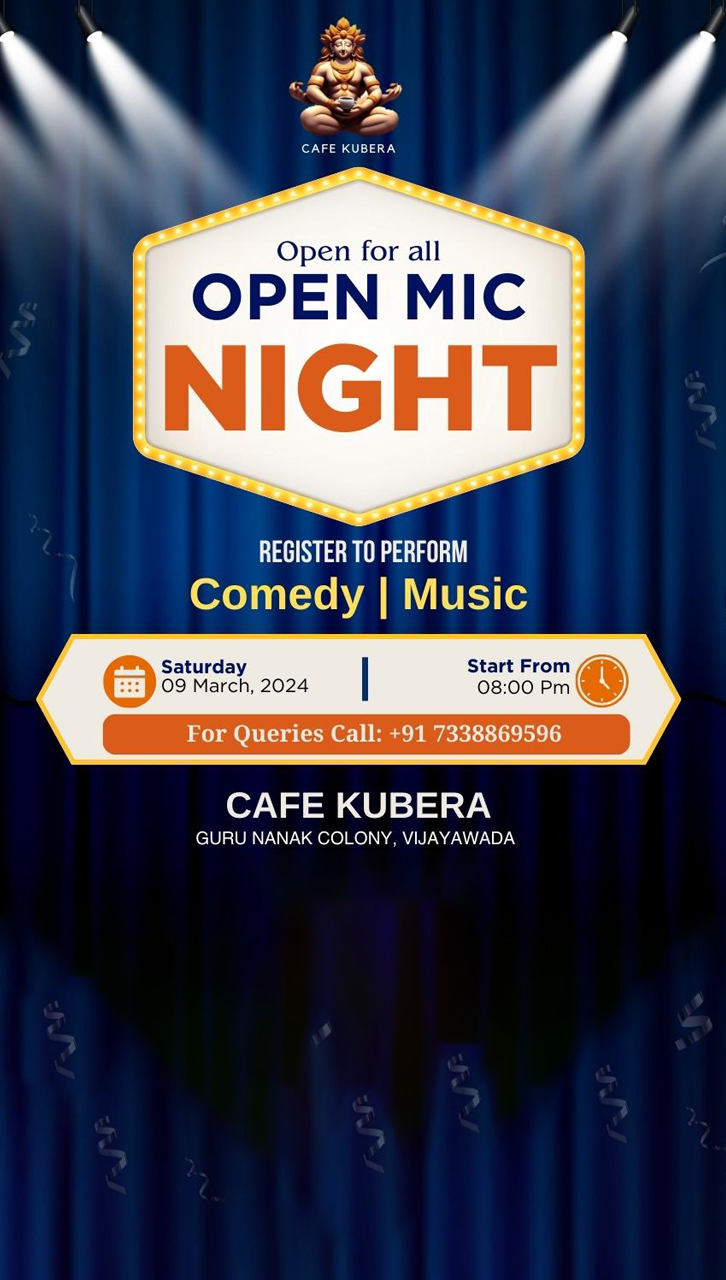 CAFE KUBERA
Open for all
OPEN MIC
NIGHT
REGISTER TO PERFORM
Comedy | Music
Saturday
09 March, 2024
Start From
08:00 Pm
For Queries Call: +91 7338869596
CAFE KUBERA
GURU NANAK COLONY, VIJAYAWADA